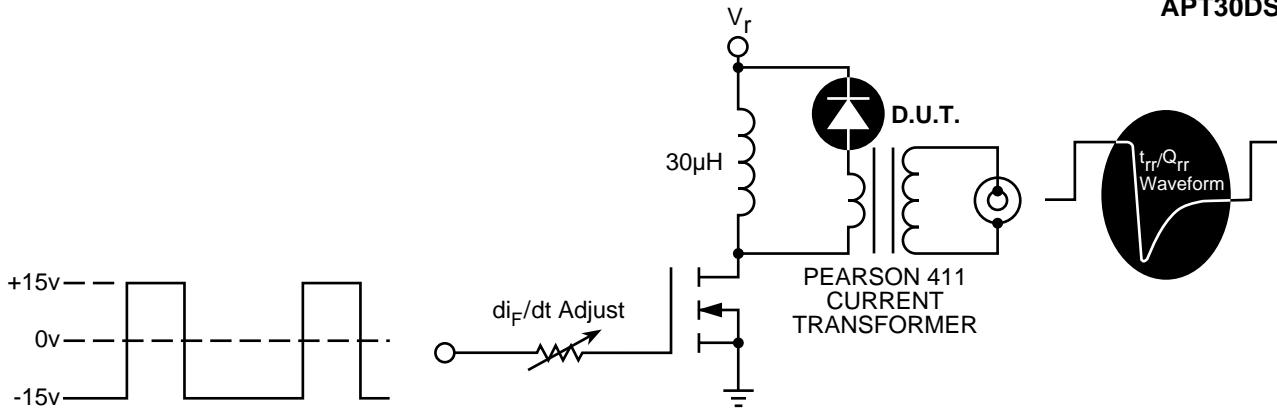 APT30DS
Vr
D.U.T.
30µH
trr/Qrr
Waveform
PEARSON 411
CURRENT
TRANSFORMER
+15v
0v
-15v
diF/dt Adjust